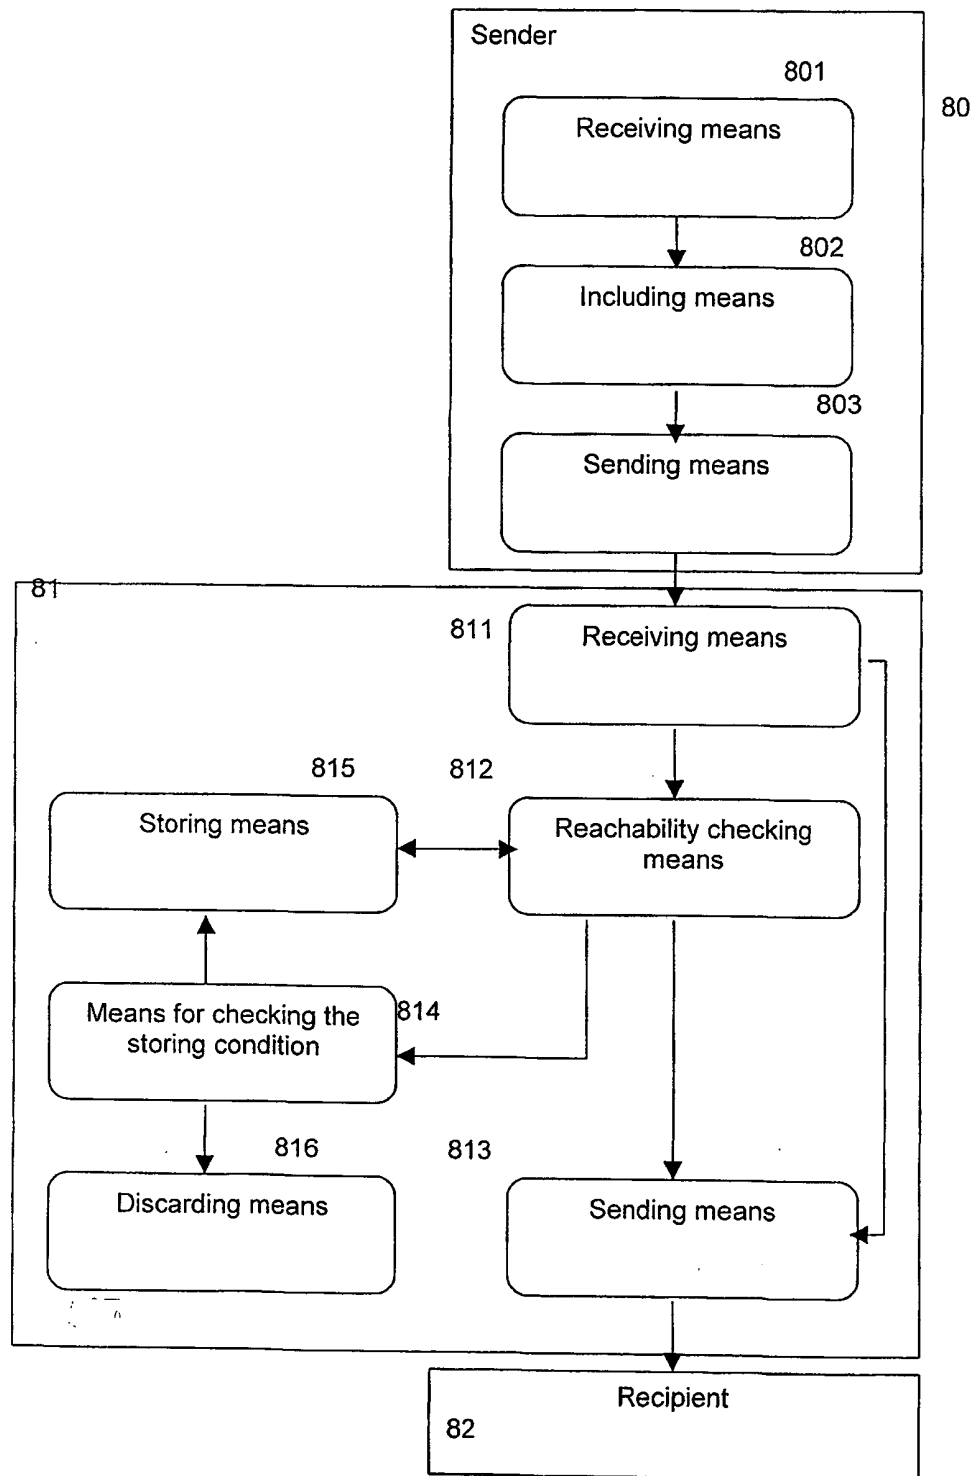 Sender
801
80
Receiving means
802
Including means
803
Sending means
81
811
Receiving means
815
812
Storing means
Reachability checking
means
Means for checking the
storing condition
814
816
813
Discarding means
Sending means
Recipient
82